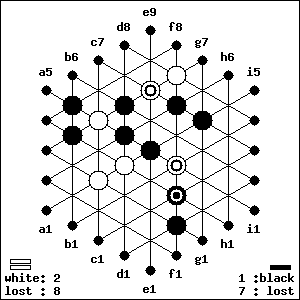 e9
d8 f8
c7 g7
b6 h6
a5 i5
a1 i1
b1 h1
c1 g1
d1 f1
e1
white: 2 1 :black
lost : 8 7 : lost